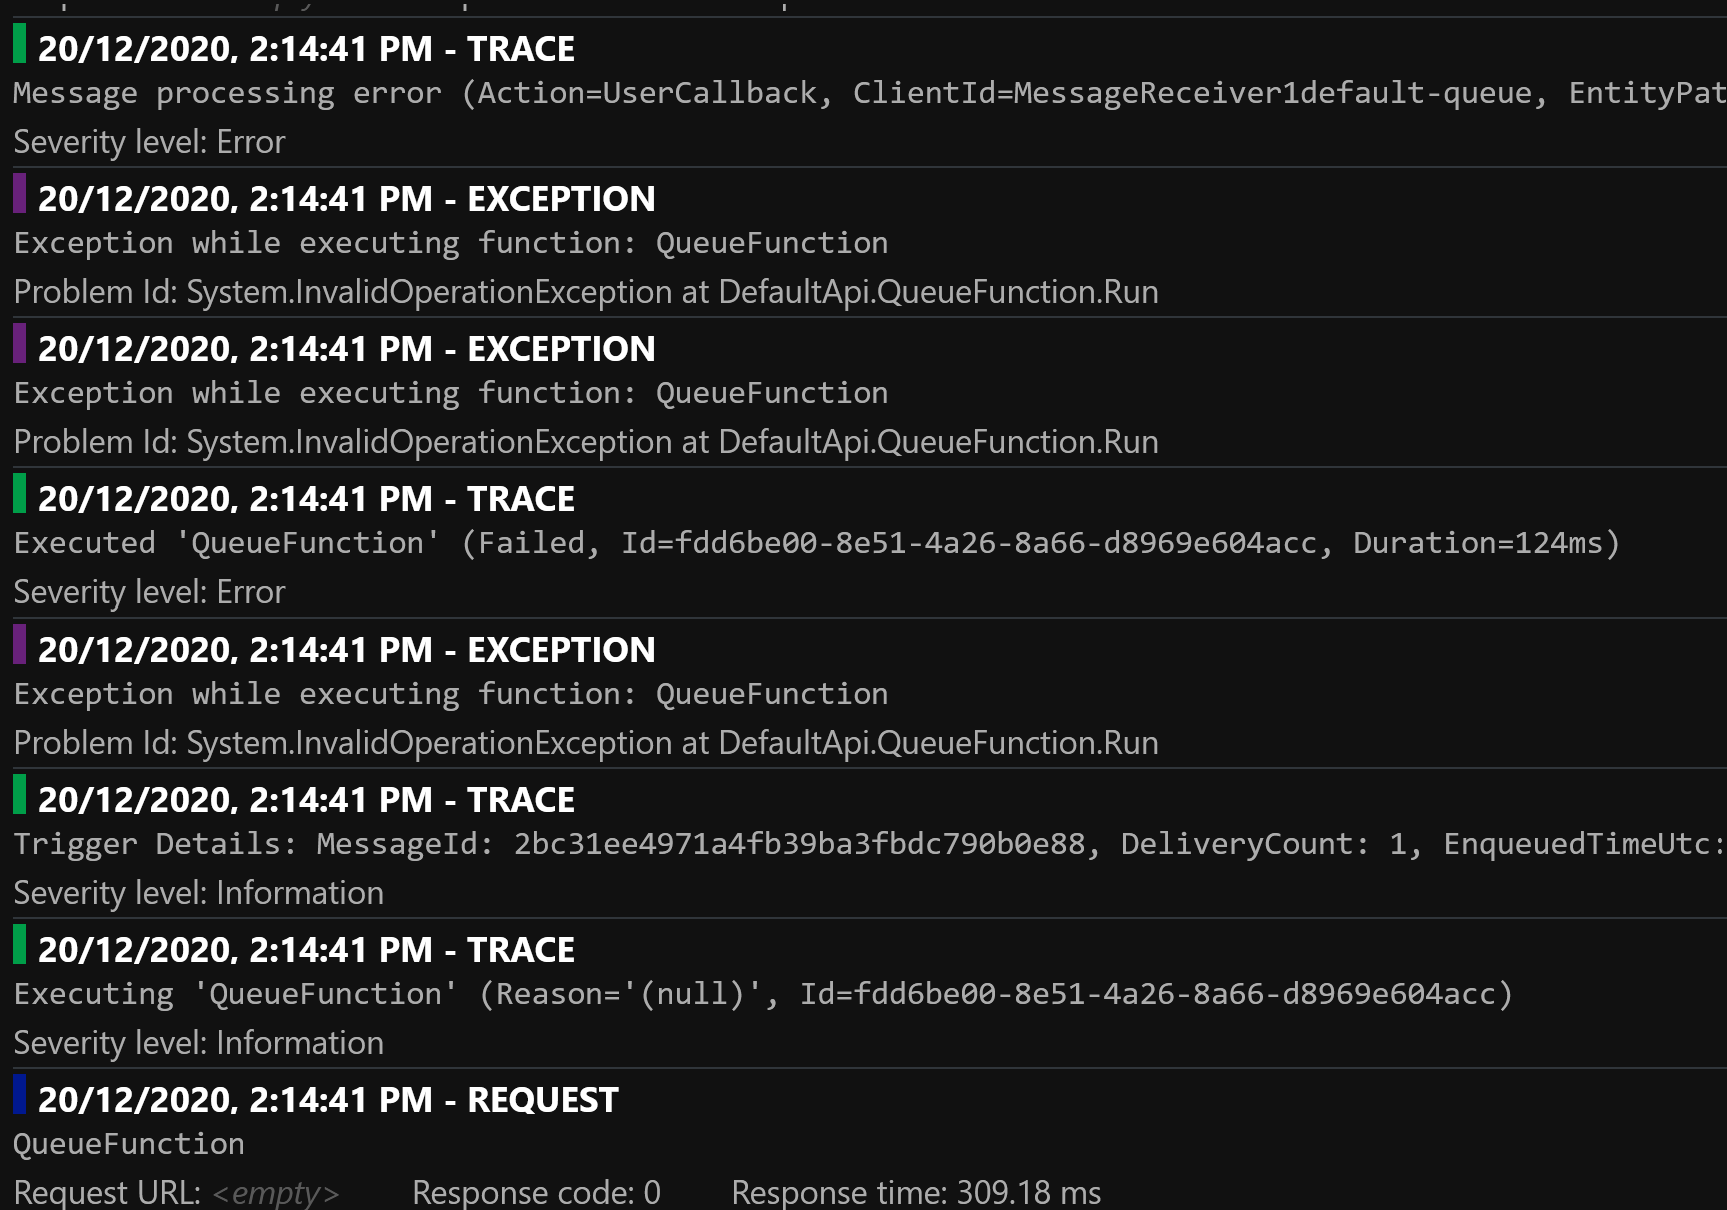 20/12/2020, 2:14:41 PM - TRACE
Message processing error (Action=UserCallback, ClientId=MessageReceiver1default-queue, EntityPat
Severity level: Error
20/12/2020, 2:14:41 PM - EXCEPTION
Exception while executing function: QueueFunction
Problem Id: System.InvalidOperationException at DefaultApi.QueueFunction.Run
20/12/2020, 2:14:41 PM - EXCEPTION
Exception while executing function: QueueFunction
Problem Id: System.InvalidOperationException at DefaultApi.QueueFunction.Run
20/12/2020, 2:14:41 PM - TRACE
Executed 'QueueFunction' (Failed, Id=fdd6be00-8e51-4a26-8a66-d8969e604acc, Duration=124ms)
Severity level: Error
20/12/2020, 2:14:41 PM - EXCEPTION
Exception while executing function: QueueFunction
Problem Id: System.InvalidOperationException at DefaultApi.QueueFunction.Run
20/12/2020, 2:14:41 PM - TRACE
Trigger Details: MessageId: 2bc31ee4971a4fb39ba3fbdc790b0e88, DeliveryCount: 1, EnqueuedTimeUtc:
Severity level: Information
20/12/2020, 2:14:41 PM - TRACE
Executing 'QueueFunction' (Reason='(null)', Id=fdd6be00-8e51-4a26-8a66-d8969e604acc)
Severity level: Information
20/12/2020, 2:14:41 PM - REQUEST
QueueFunction
Request URL: <empty> Response code: 0 Response time: 309.18 ms